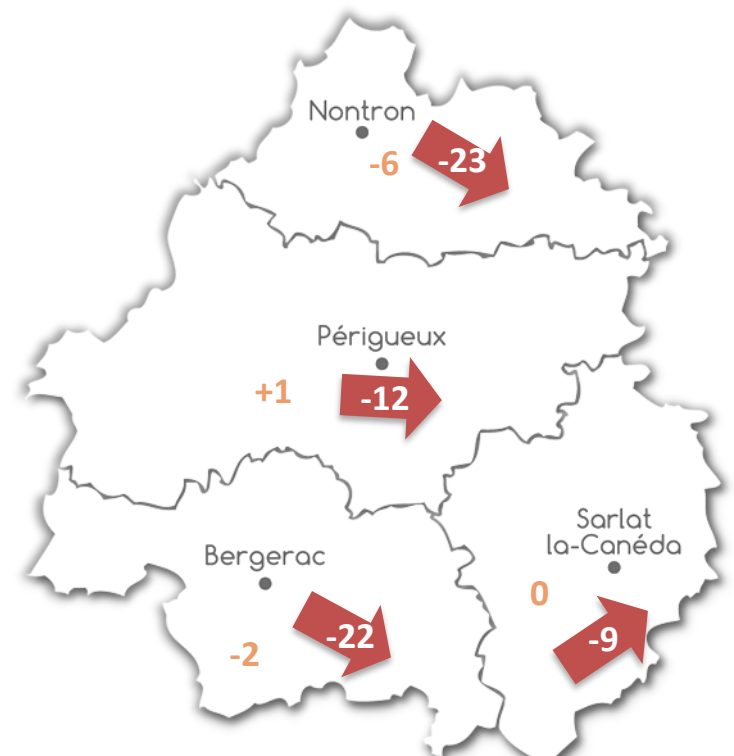 Nontron
-6
-23
Périgueux
+1
-12
Sarlat
la-Canéda
Bergerac
0
-22
-9
-2